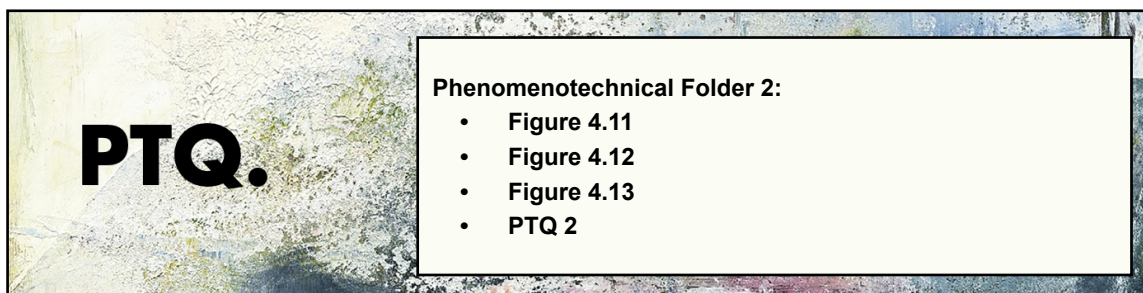 PTQ.
Phenomenotechnical Folder 2:
• Figure 4.11
• Figure 4.12
• Figure 4.13
• PTQ 2